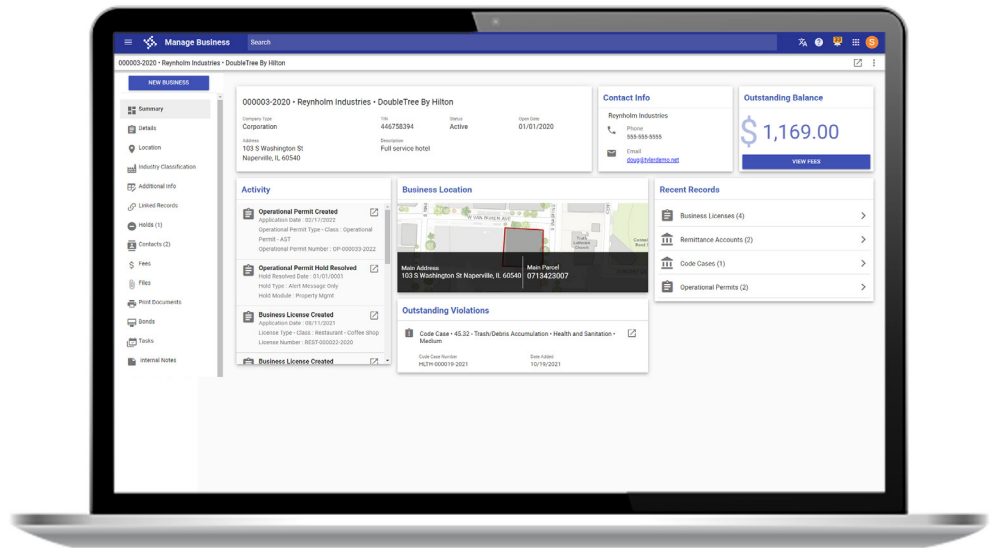 Manage Business
Search
23
S
000003-2020 • Reynholm Industries • DoubleTree By Hilton
NEW BUSINESS
Summary
Details
Location
Industry Classification
Additional Info
Linked Records
Holds (1)
Contacts (2)
Fees
Files
Print Documents
Bonds
Tasks
Internal Notes
000003-2020 • Reynholm Industries • DoubleTree By Hilton
Company Type
Corporation
TIN
446758394
Status
Active
Open Date
01/01/2020
Address
103 S Washington St
Naperville, IL 60540
Description
Full service hotel
Contact Info
Reynholm Industries
Phone
555-555-5555
Email
doug@tylerdemo.net
Outstanding Balance
$ 1,169.00
VIEW FEES
Activity
Operational Permit Created
Application Date : 02/17/2022
Operational Permit Type - Class : Operational
Permit - AST
Operational Permit Number : OP-000033-2022
Operational Permit Hold Resolved
Hold Resolved Date : 01/01/0001
Hold Type : Alert Message Only
Hold Module : Property Mgmt
Business License Created
Application Date : 08/11/2021
License Type - Class : Restaurant - Coffee Shop
License Number : REST-000022-2020
Business License Created
Business Location
W VAN BUREN AVE
Lutheran
Church
Main Address
103 S Washington St Naperville, IL 60540
Main Parcel
0713423007
Outstanding Violations
Code Case • 45.32 - Trash/Debris Accumulation • Health and Sanitation •
Medium
Code Case Number
HLTH-000019-2021
Date Added
10/19/2021
Recent Records
Business Licenses (4)
Remittance Accounts (2)
Code Cases (1)
Operational Permits (2)